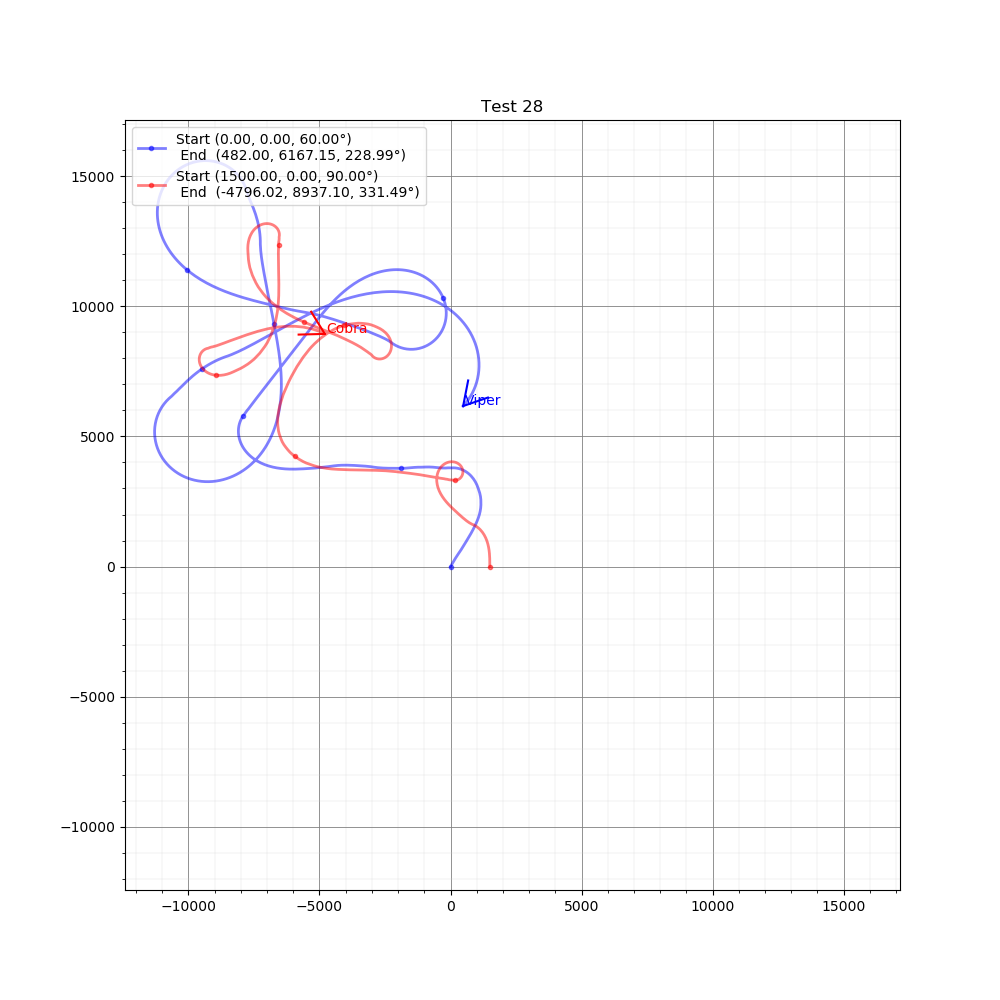 Test 28
Start (0.00, 0.00, 60.00°)
End (482.00, 6167.15, 228.99°)
Start (1500.00, 0.00, 90.00°)
End (-4796.02, 8937.10, 331.49°)
15000
10000
5000
0
−5000
−10000
Cobra
Viper
−10000 −5000 0 5000 10000 15000